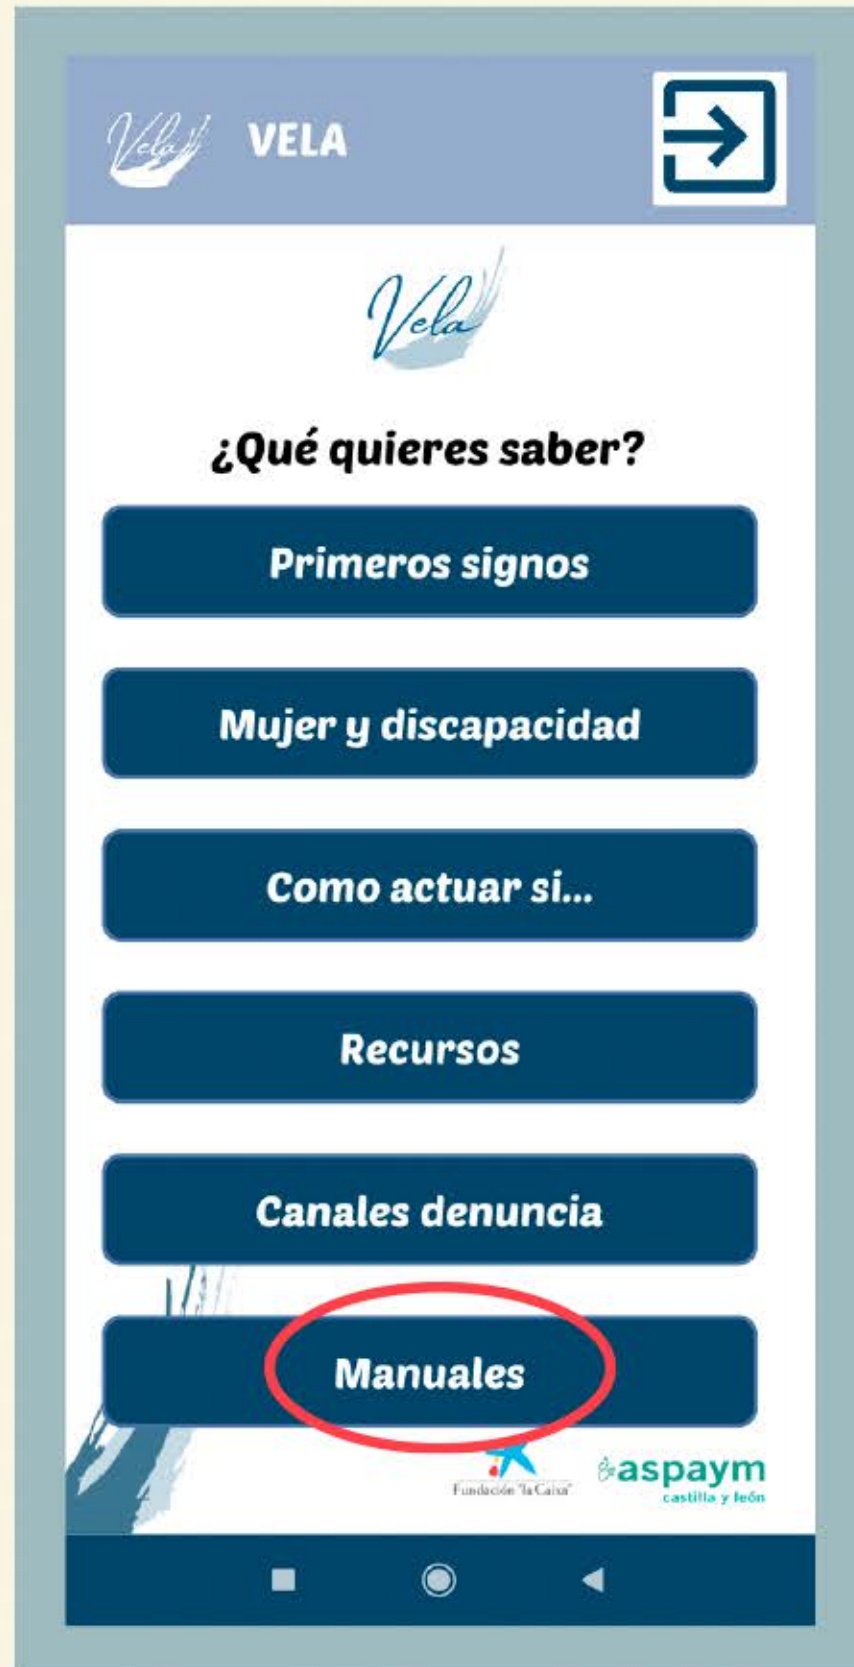 Vela
VELA
Vela
¿Qué quieres saber?
Primeros signos
Mujer y discapacidad
Como actuar si...
Recursos
Canales denuncia
Manuales
Fundación "la Caixa"
aspaym
castilla y león